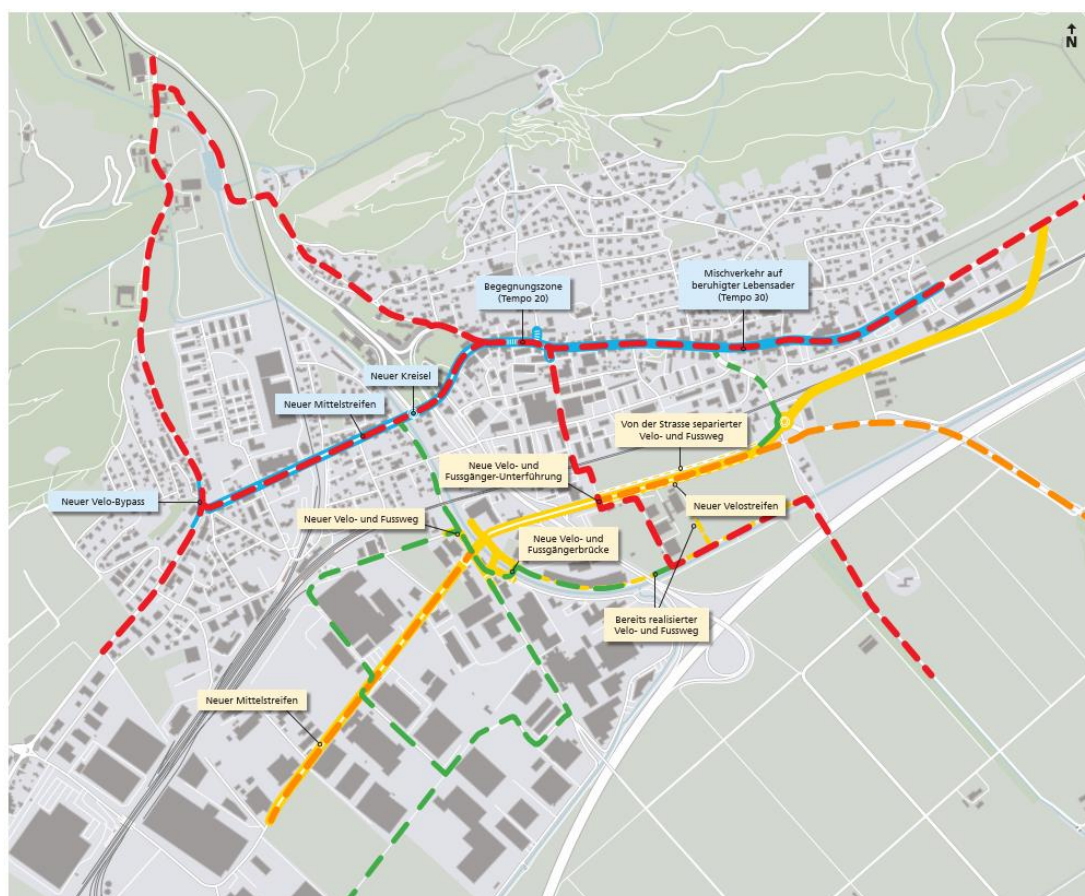 N
Begegnungszone
(Tempo 20)
Mischverkehr auf
beruhigter Lebensader
(Tempo 30)
Neuer Kreisel
Neuer Mittelstreifen
Von der Strasse separierter
Velo- und Fussweg
Neue Velo- und
Fussgänger-Unterführung
Neuer Velo-Bypass
Neuer Velostreifen
Neuer Velo- und Fussweg
Neue Velo- und
Fussgängerbrücke
Bereits realisierter
Velo- und Fussweg
Neuer Mittelstreifen